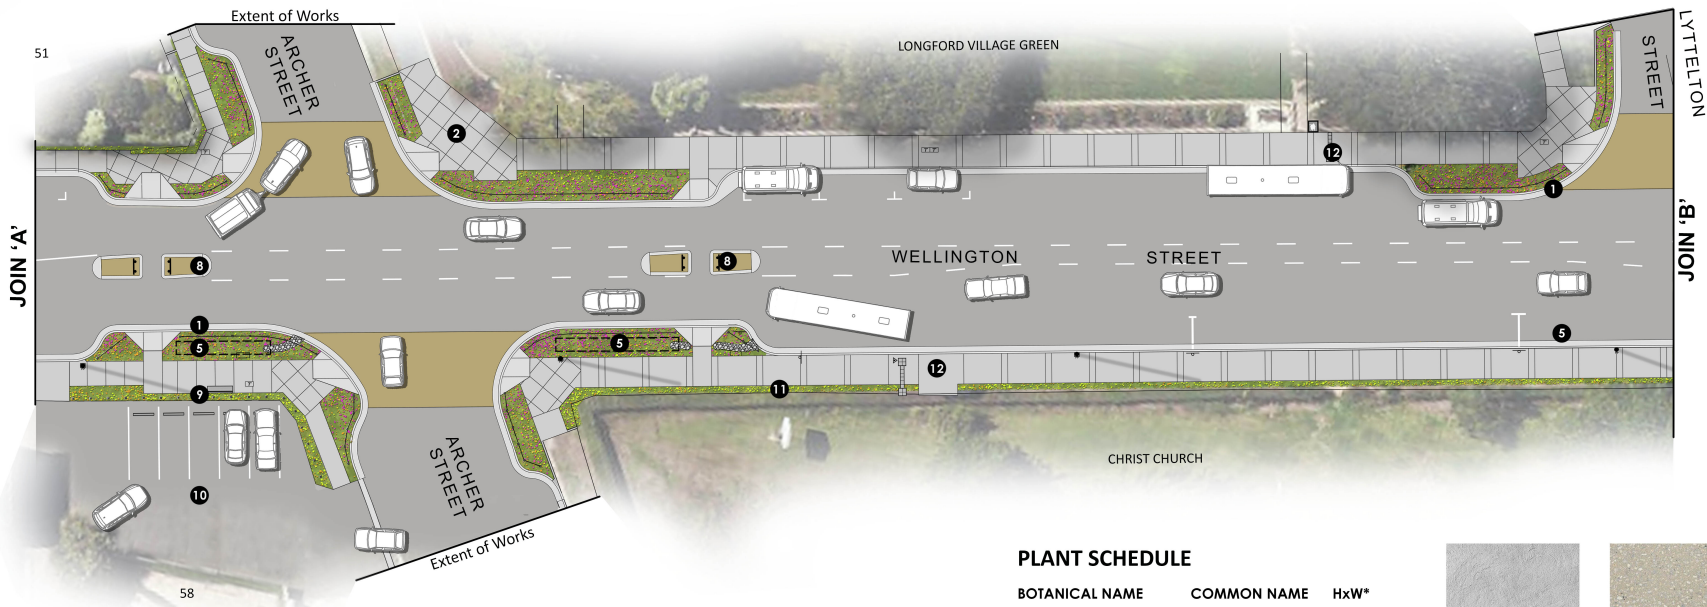 Extent of Works
51
ARCHER
STREET
LONGFORD VILLAGE GREEN
STREET
LYTTELTON
2
12
1
JOIN 'A'
8
8
WELLINGTON STREET
JOIN 'B'
1
5
5
5
9
11
12
10
ARCHER
STREET
CHRIST CHURCH
Extent of Works
58
PLANT SCHEDULE
BOTANICAL NAME COMMON NAME HxW*